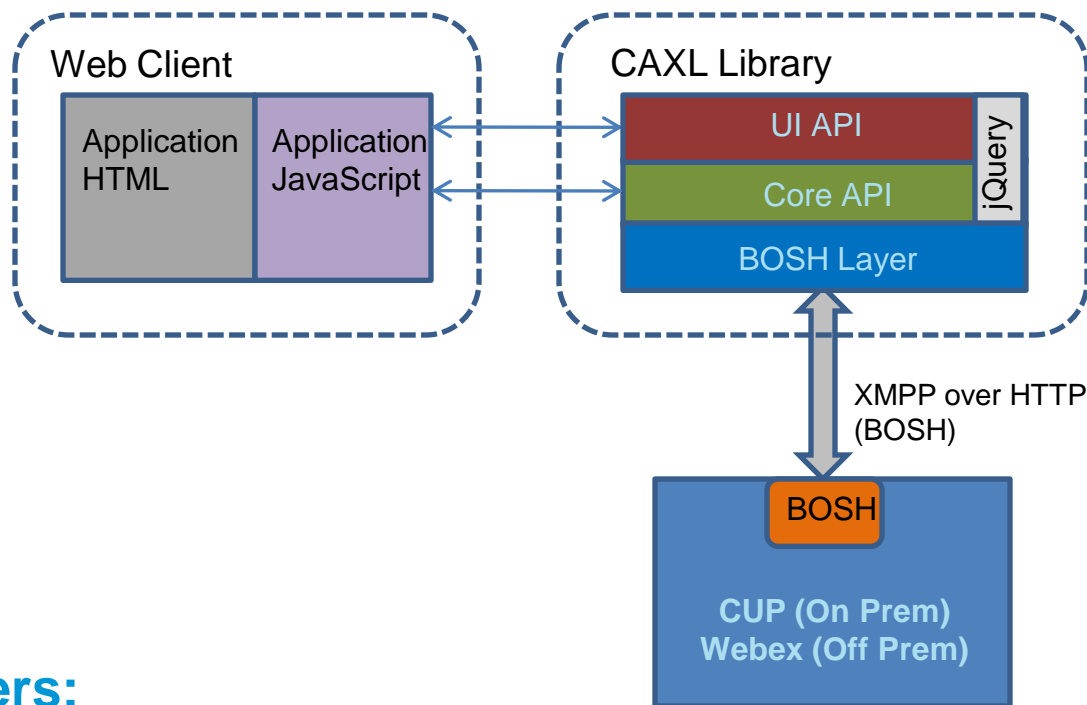 Web Client
Application
HTML
Application
JavaScript
CAXL Library
UI API
Core API
jQuery
BOSH Layer
XMPP over HTTP
(BOSH)
BOSH
CUP (On Prem)
Webex (Off Prem)
ers: